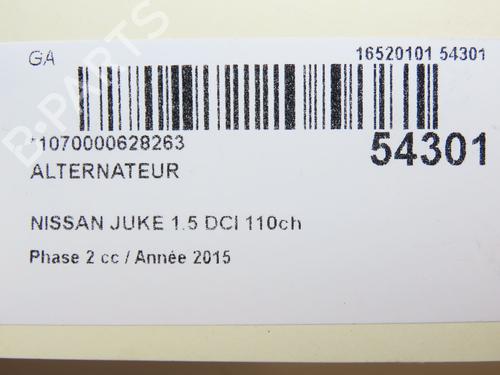 GA
16520101 54301
*1070000628263
54301
ALTERNATEUR
NISSAN JUKE 1.5 DCI 110ch
Phase 2 cc / Année 2015
B-PARTS